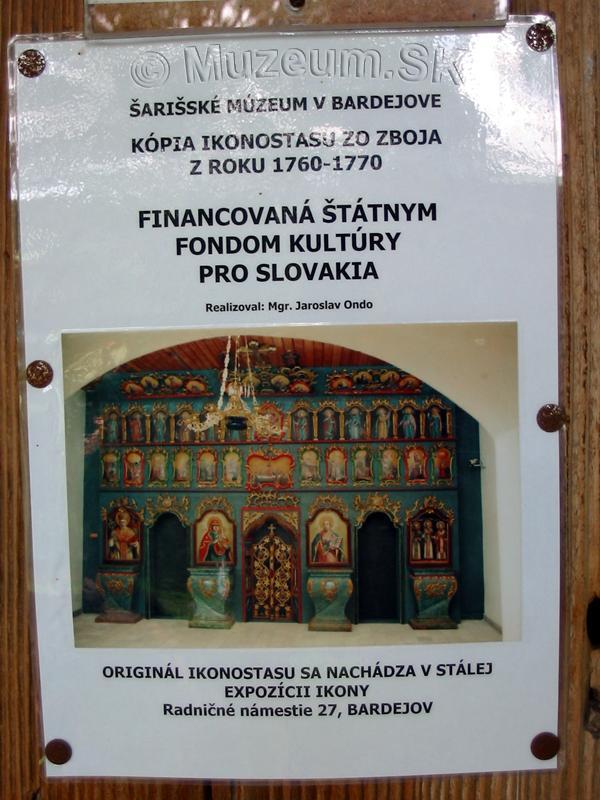 © Muzeum.Sk
ŠARIŠSKÉ MÚZEUM V BARDEJOVE
KÓPIA IKONOSTASU ZO ZBOJA
Z ROKU 1760-1770
FINANCOVANÁ ŠTÁTNYM
FONDOM KULTÚRY
PRO SLOVAKIA
Realizoval: Mgr. Jaroslav Ondo
ORIGINÁL IKONOSTASU SA NACHÁDZA V STÁLEJ
EXPOZÍCII IKONY
Radničné námestie 27, BARDEJOV